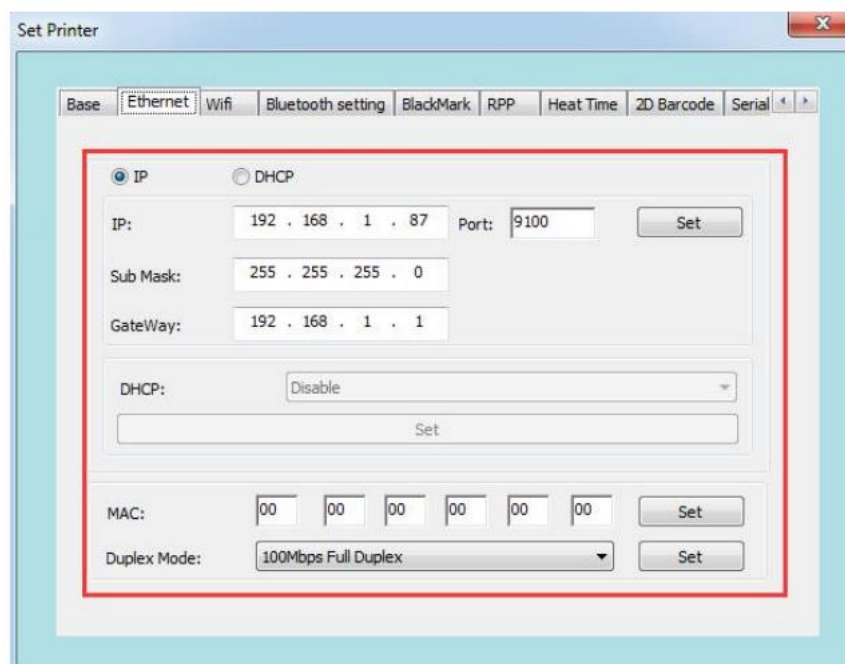 Set Printer
Base Ethernet Wifi Bluetooth setting BlackMark RPP Heat Time 2D Barcode Serial
IP DHCP
IP: 192 . 168 . 1 . 87 Port: 9100 Set
Sub Mask: 255 . 255 . 255 . 0
GateWay: 192 . 168 . 1 . 1
DHCP: Disable
Set
MAC: 00 00 00 00 00 00 Set
Duplex Mode: 100Mbps Full Duplex Set